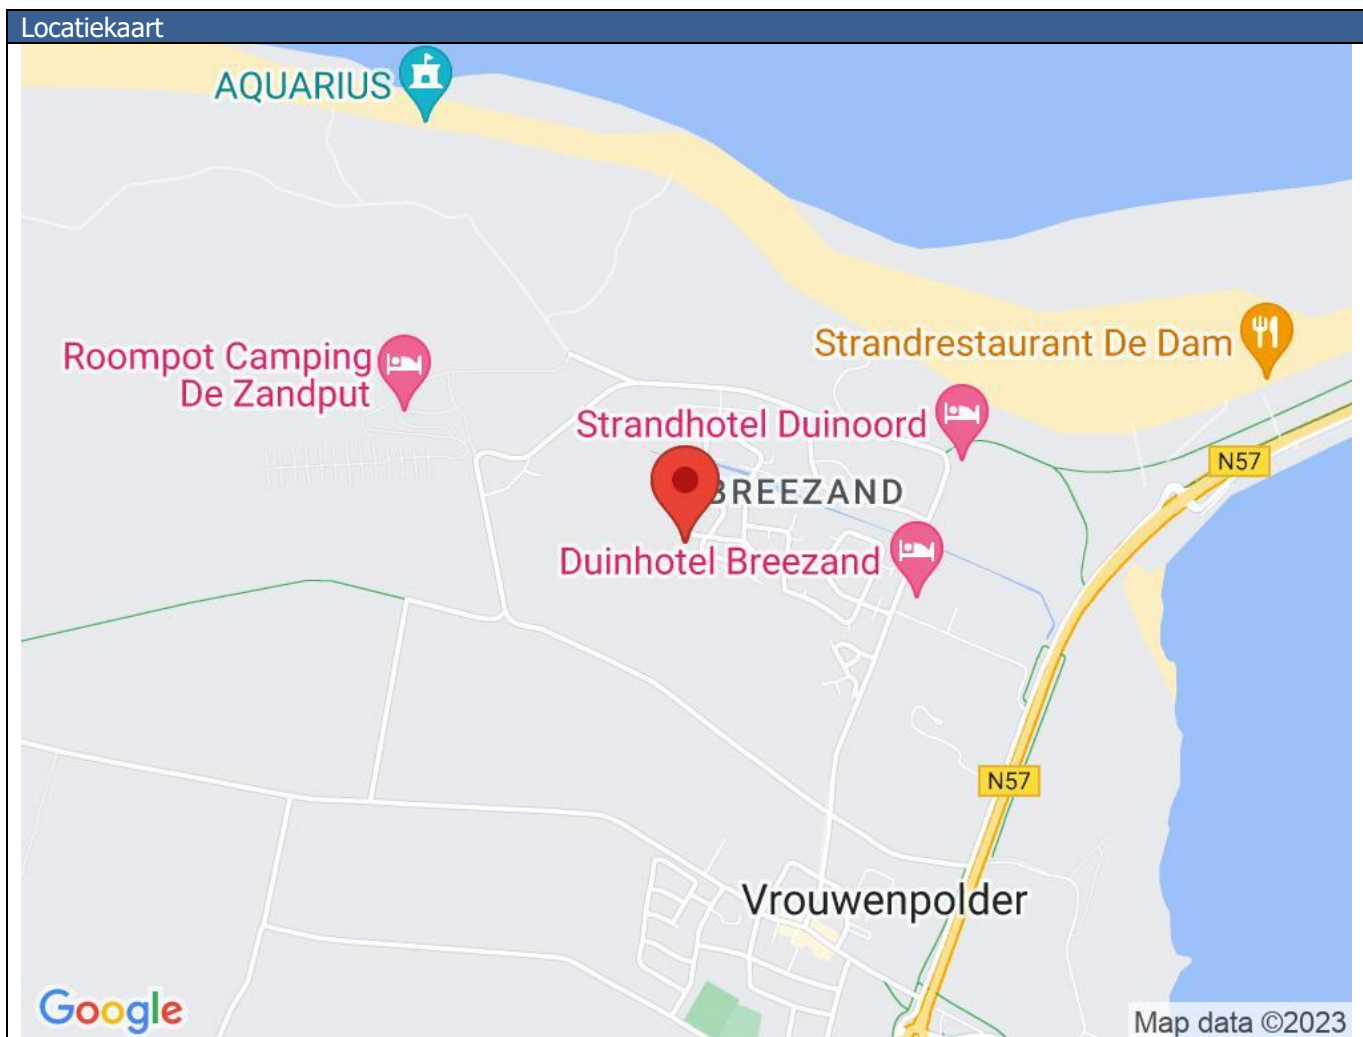 Locatiekaart
AQUARIUS
Roompot Camping
De Zandput
Strandrestaurant De Dam
Strandhotel Duinoord
N57
BREEZAND
Duinhotel Breezand
N57
Vrouwenpolder
Google
Map data ©2023